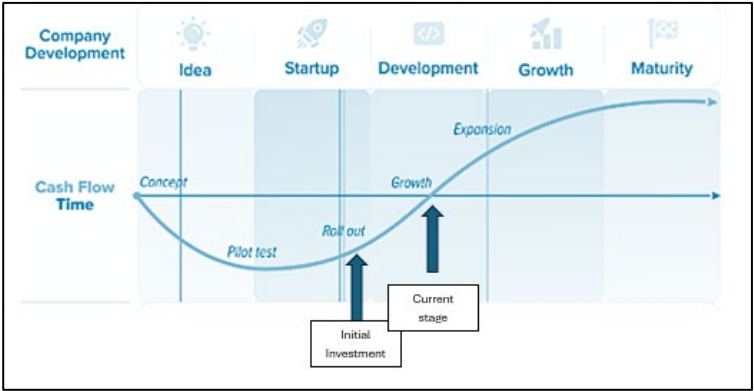 Company
Development
Idea
Startup
Development
Growth
Maturity
Cash Flow
Time
Concept
Pilot test
Roll out
Growth
Expansion
Initial
Investment
Current
stage